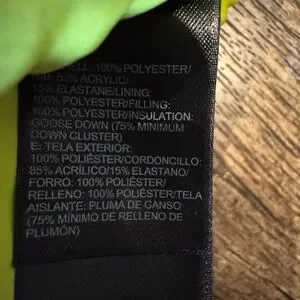 SHELL: 100% POLYESTER/
RIB: 85% ACRYLIC/
15% ELASTANE/LINING:
100% POLYESTER/FILLING:
100% POLYESTER/INSULATION:
GOOSE DOWN (75% MINIMUM
DOWN CLUSTER)
E: TELA EXTERIOR:
100% POLIÉSTER/CORDONCILLO:
85% ACRÍLICO/15% ELASTANO/
FORRO: 100% POLIÉSTER/
RELLENO: 100% POLIÉSTER/TELA
AISLANTE: PLUMA DE GANSO
(75% MÍNIMO DE RELLENO DE
PLUMÓN)